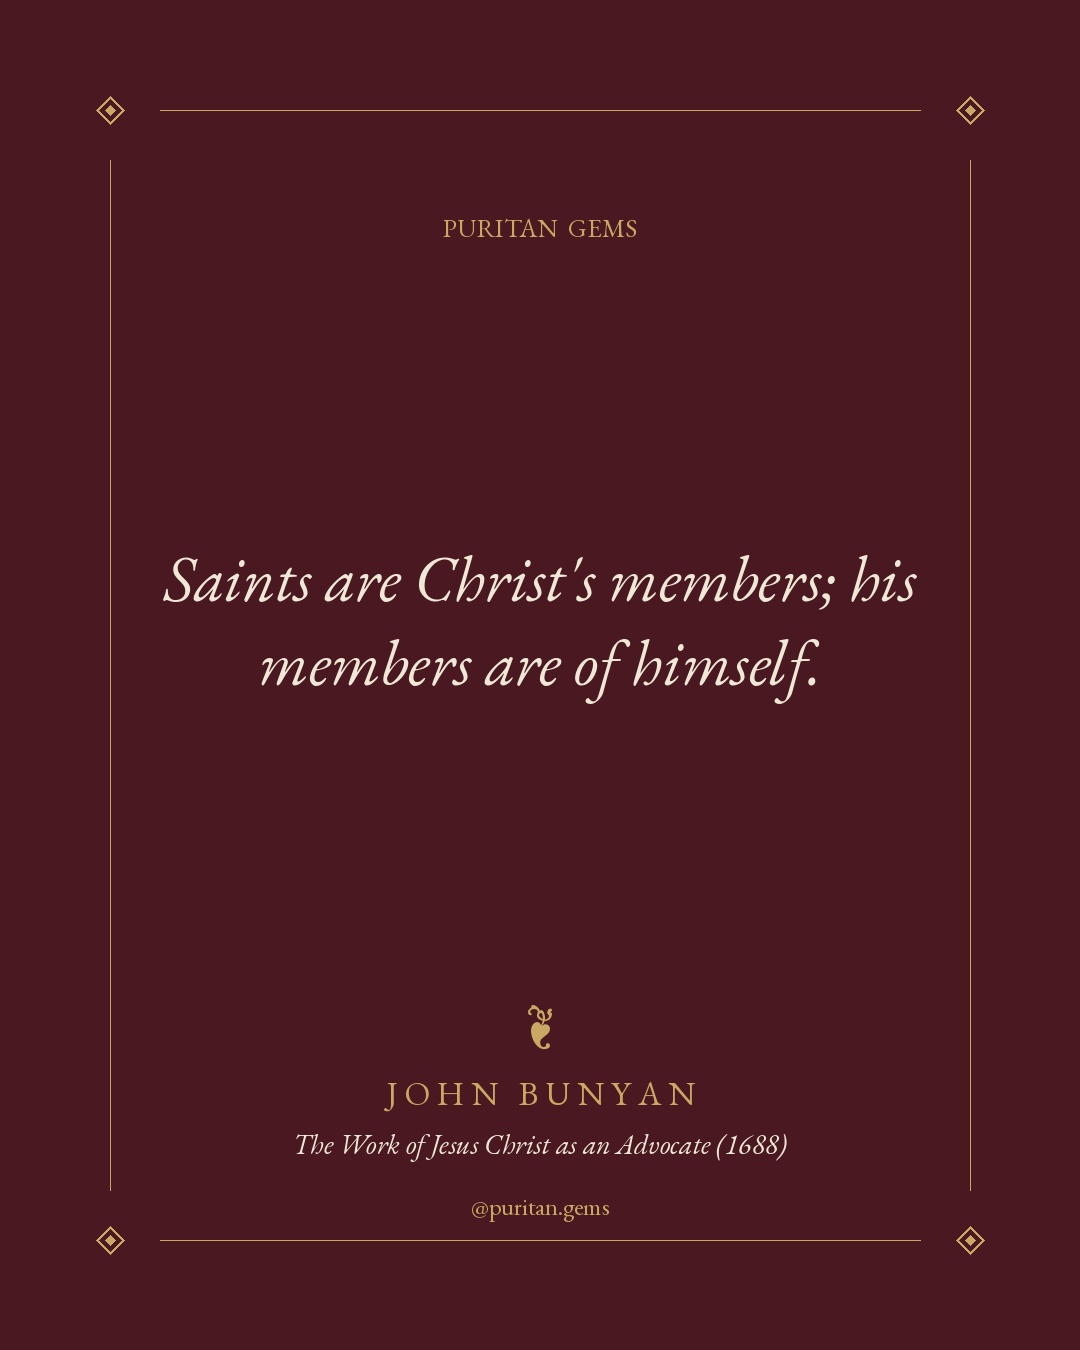 PURITAN GEMS
Saints are Christ's members; his
members are of himself.
JOHN BUNYAN
The Work of Jesus Christ as an Advocate (1688)
@puritan.gems